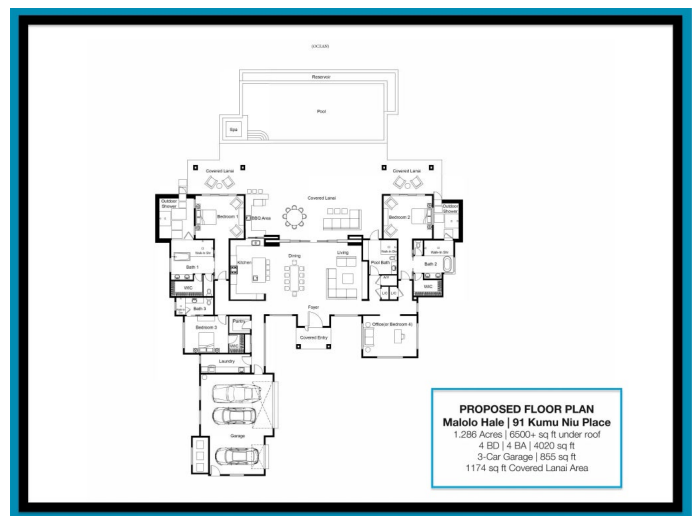 (OCEAN)
Reservoir
Pool
Spa
Covered Lanai
Covered Lanai
Covered Lanai
Outdoor
Shower
Bedroom 1
BBQ Area
Bedroom 2
Outdoor
Shower
Walk-In Shr
Bath 1
Kitchen
Dining
Living
Pool Bath
Walk-In Shr
Bath 2
WIC
WIC
Bath 3
Bedroom 3
Pantry
WIC
Foyer
Covered Entry
Office(or Bedroom 4)
Laundry
Garage
PROPOSED FLOOR PLAN
Malolo Hale | 91 Kumu Niu Place
1.286 Acres | 6500+ sq ft under roof
4 BD | 4 BA | 4020 sq ft
3-Car Garage | 855 sq ft
1174 sq ft Covered Lanai Area